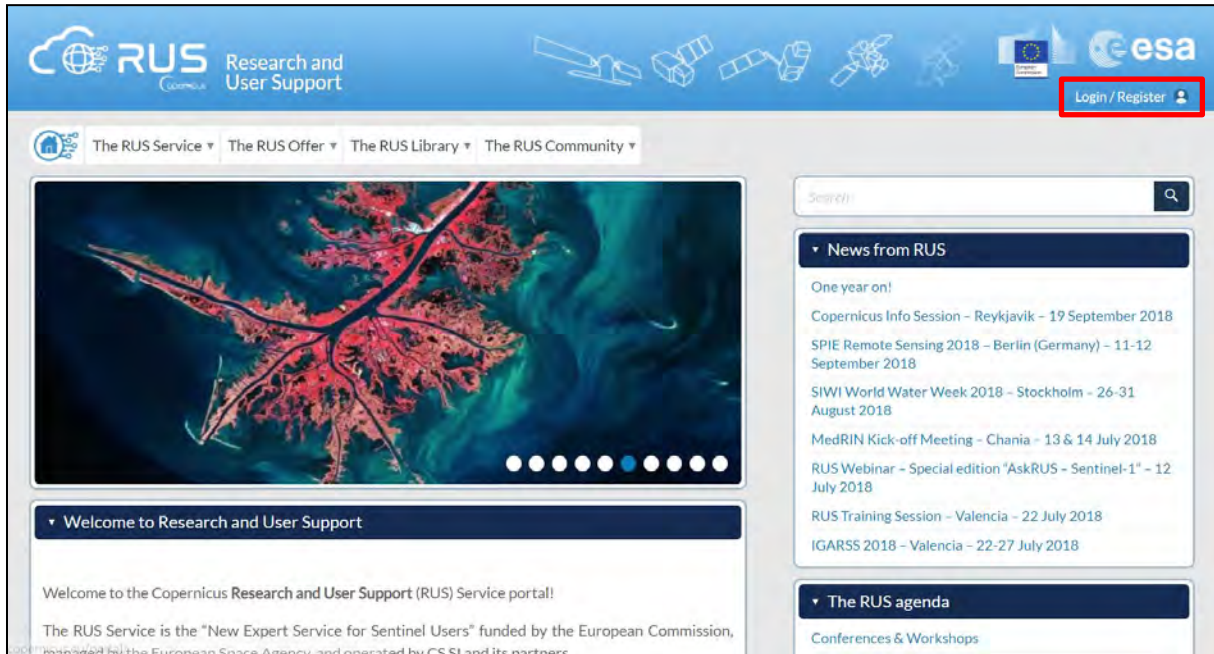 RUS
Copernicus
Research and
User Support
European
Commission
esa
Login / Register
The RUS Service ▾ The RUS Offer ▾ The RUS Library ▾ The RUS Community ▾
Search
▾ News from RUS
One year on!
Copernicus Info Session – Reykjavik – 19 September 2018
SPIE Remote Sensing 2018 – Berlin (Germany) – 11-12
September 2018
SIWI World Water Week 2018 – Stockholm – 26-31
August 2018
MedRIN Kick-off Meeting – Chania – 13 & 14 July 2018
RUS Webinar – Special edition “AskRUS – Sentinel-1” – 12
July 2018
RUS Training Session – Valencia – 22 July 2018
IGARSS 2018 – Valencia – 22-27 July 2018
▾ Welcome to Research and User Support
Welcome to the Copernicus Research and User Support (RUS) Service portal!
The RUS Service is the “New Expert Service for Sentinel Users” funded by the European Commission,
managed by the European Space Agency, and operated by CS SI and its partners.
▾ The RUS agenda
Conferences & Workshops